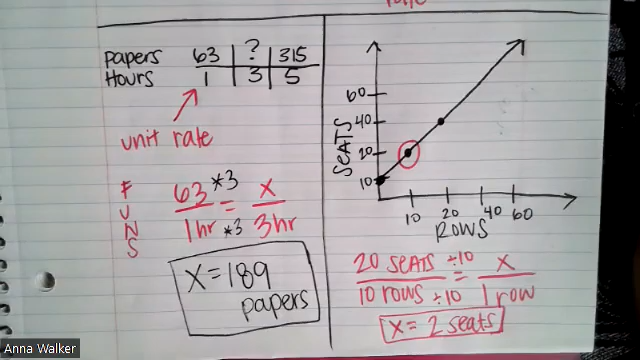 papers 63 ? 315
Hours 1 3 5
unit rate
FUNS
63 *3 = x
1hr *3 3hr
x=189
papers
SEATS
60
40
20
10
10 20 40 60
ROWS
20 seats ÷10 = x
10 rows ÷10 1 row
x= 2 seats
Anna Walker